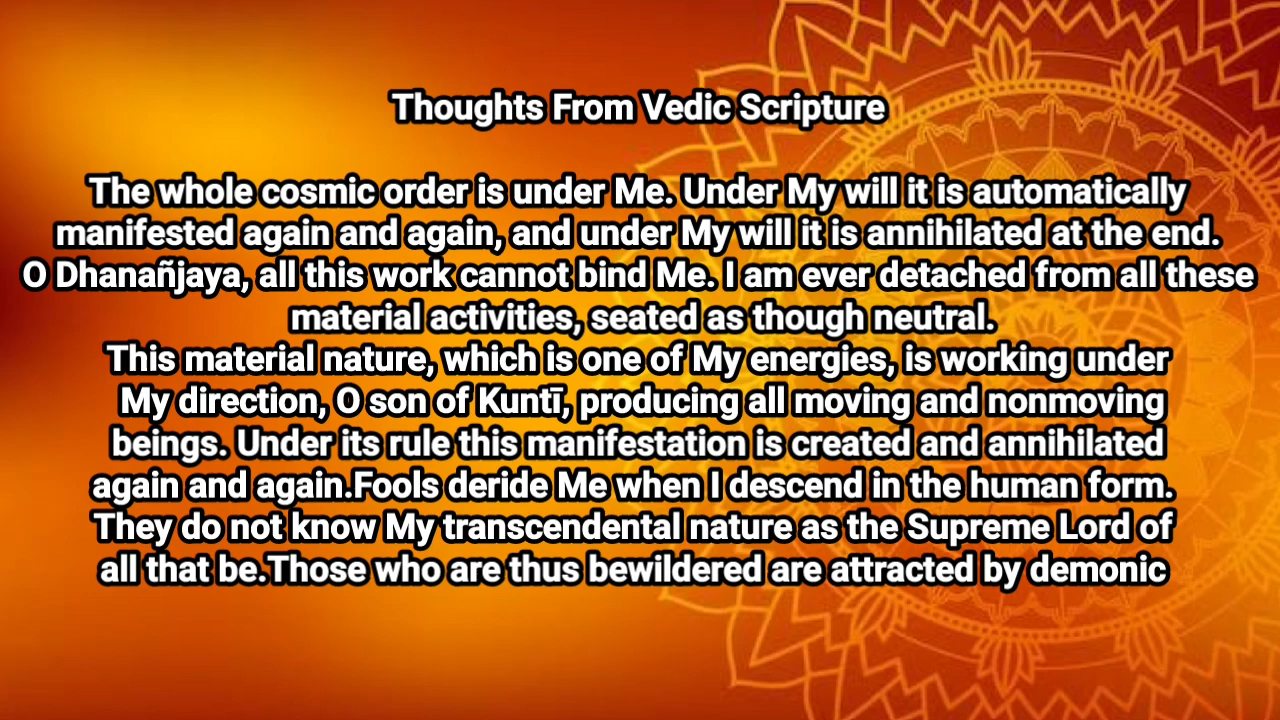 Thoughts From Vedic Scripture
The whole cosmic order is under Me. Under My will it is automatically
manifested again and again, and under My will it is annihilated at the end.
O Dhanañjaya, all this work cannot bind Me. I am ever detached from all these
material activities, seated as though neutral.
This material nature, which is one of My energies, is working under
My direction, O son of Kuntī, producing all moving and nonmoving
beings. Under its rule this manifestation is created and annihilated
again and again.Fools deride Me when I descend in the human form.
They do not know My transcendental nature as the Supreme Lord of
all that be.Those who are thus bewildered are attracted by demonic